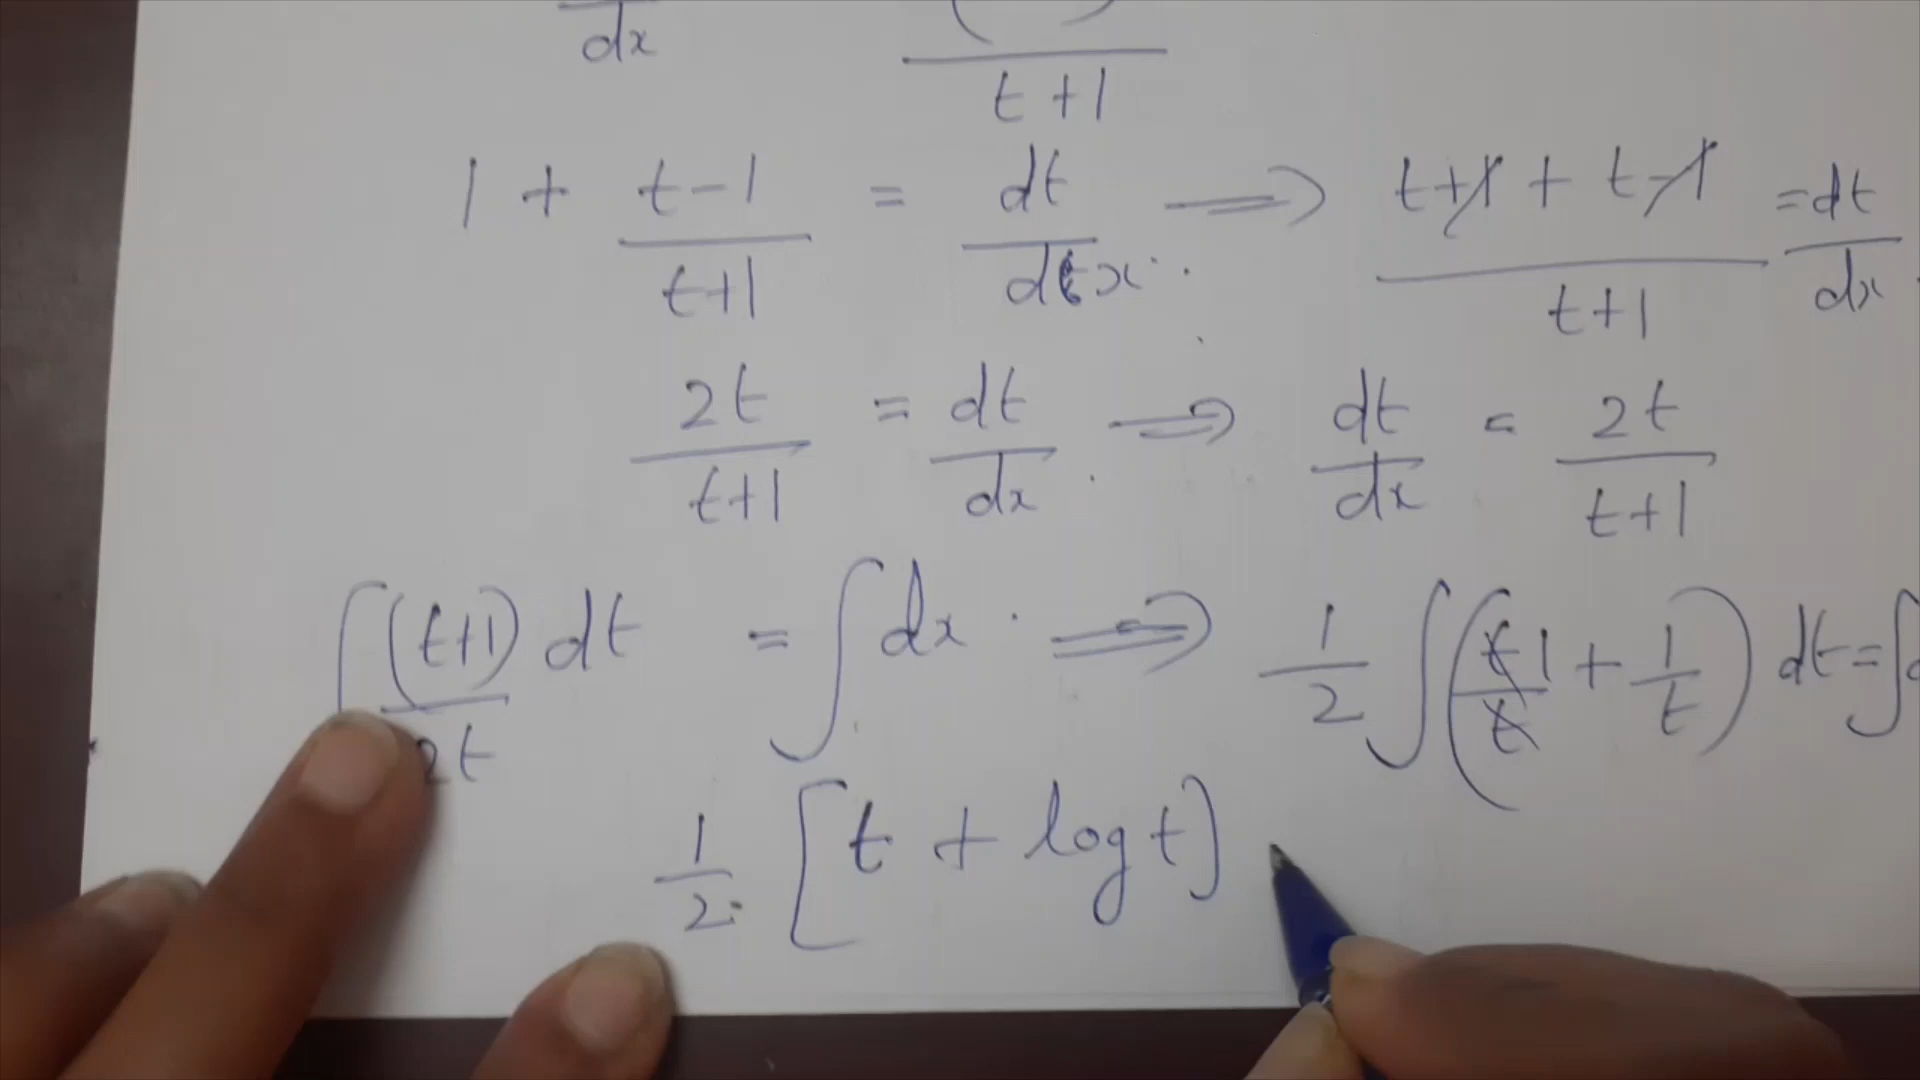 dx t+1
1 + (t-1)/(t+1) = dt/dx ⟹ (t+1 + t-1)/(t+1) = dt/dx
2t/(t+1) = dt/dx ⟹ dt/dx = 2t/(t+1)
∫ (t+1)/2t dt = ∫ dx ⟹ 1/2 ∫ (1 + 1/t) dt = ∫
1/2 [t + log t]